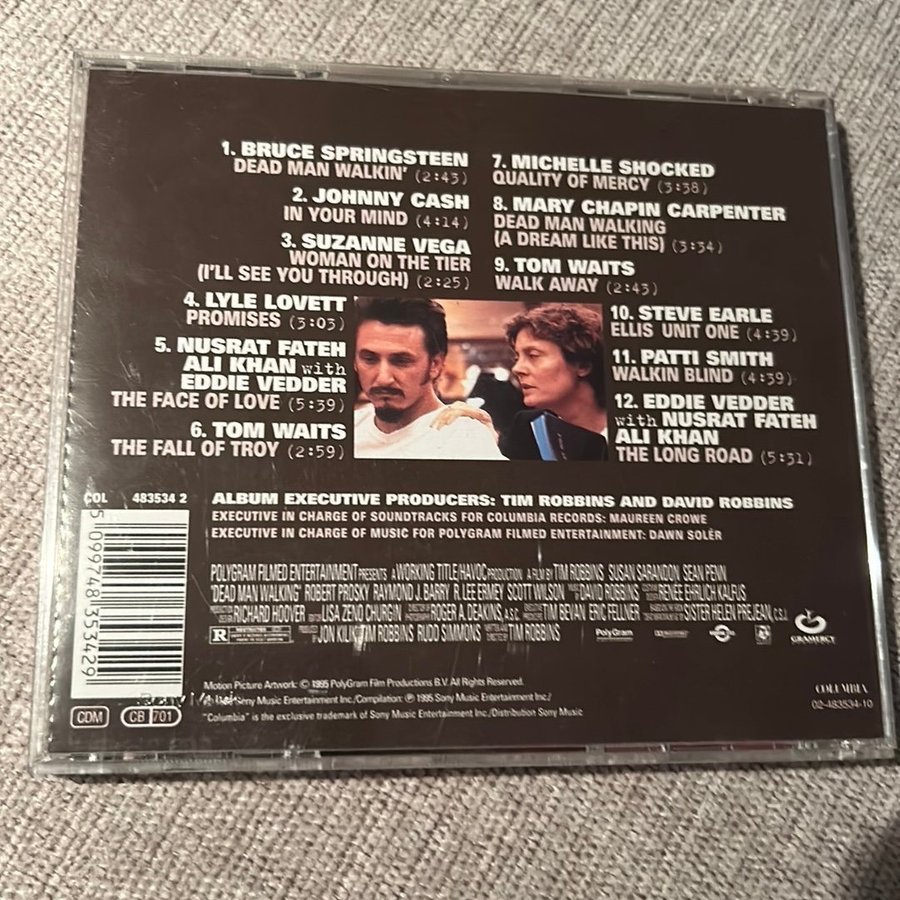 1. BRUCE SPRINGSTEEN
DEAD MAN WALKIN' (2:43)
2. JOHNNY CASH
IN YOUR MIND (4:14)
3. SUZANNE VEGA
WOMAN ON THE TIER
(I'LL SEE YOU THROUGH) (2:25)
4. LYLE LOVETT
PROMISES (3:03)
5. NUSRAT FATEH
ALI KHAN with
EDDIE VEDDER
THE FACE OF LOVE (5:39)
6. TOM WAITS
THE FALL OF TROY (2:59)
7. MICHELLE SHOCKED
QUALITY OF MERCY (3:38)
8. MARY CHAPIN CARPENTER
DEAD MAN WALKING
(A DREAM LIKE THIS) (3:34)
9. TOM WAITS
WALK AWAY (2:43)
10. STEVE EARLE
ELLIS UNIT ONE (4:39)
11. PATTI SMITH
WALKIN BLIND (4:39)
12. EDDIE VEDDER
with NUSRAT FATEH
ALI KHAN
THE LONG ROAD (5:31)
COL 483534 2
5 099748 353429
ALBUM EXECUTIVE PRODUCERS: TIM ROBBINS AND DAVID ROBBINS
EXECUTIVE IN CHARGE OF SOUNDTRACKS FOR COLUMBIA RECORDS: MAUREEN CROWE
EXECUTIVE IN CHARGE OF MUSIC FOR POLYGRAM FILMED ENTERTAINMENT: DAWN SOLÉR
POLYGRAM FILMED ENTERTAINMENT PRESENTS A WORKING TITLE/HAVOC PRODUCTION A FILM BY TIM ROBBINS SUSAN SARANDON SEAN PENN
"DEAD MAN WALKING" ROBERT PROSKY RAYMOND J. BARRY R. LEE ERMEY SCOTT WILSON DAVID ROBBINS RENÉE EHRLICH KALFUS
RICHARD HOOVER LISA ZENO CHURGIN ROGER A. DEAKINS, A.S.C. TIM BEVAN ERIC FELLNER SISTER HELEN PREJEAN, C.S.J.
R JON KILIK TIM ROBBINS RUDD SIMMONS TIM ROBBINS PolyGram GRAMERCY
Motion Picture Artwork: © 1995 PolyGram Film Productions B.V. All Rights Reserved.
Sony Music Entertainment Inc./Compilation: ℗ 1995 Sony Music Entertainment Inc./
"Columbia" is the exclusive trademark of Sony Music Entertainment Inc./Distribution Sony Music
CDM CB 701
COLUMBIA
02-483534-10